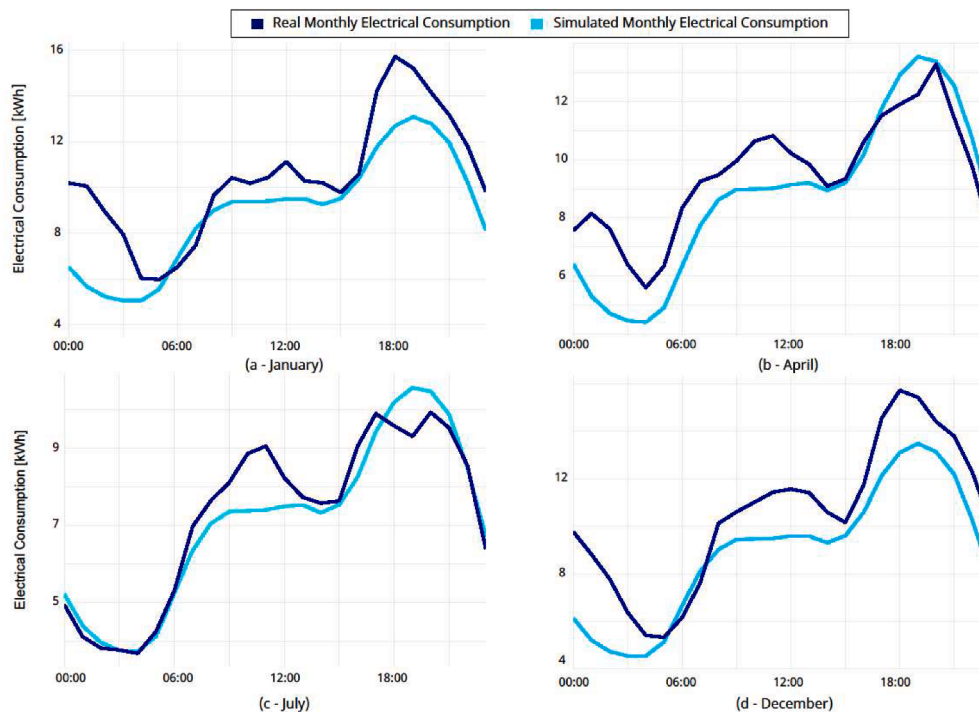 Real Monthly Electrical Consumption Simulated Monthly Electrical Consumption
Electrical Consumption [kWh]
16
12
8
4
00:00 06:00 12:00 18:00
(a - January)
12
10
8
6
00:00 06:00 12:00 18:00
(b - April)
Electrical Consumption [kWh]
9
7
5
00:00 06:00 12:00 18:00
(c - July)
12
8
4
00:00 06:00 12:00 18:00
(d - December)